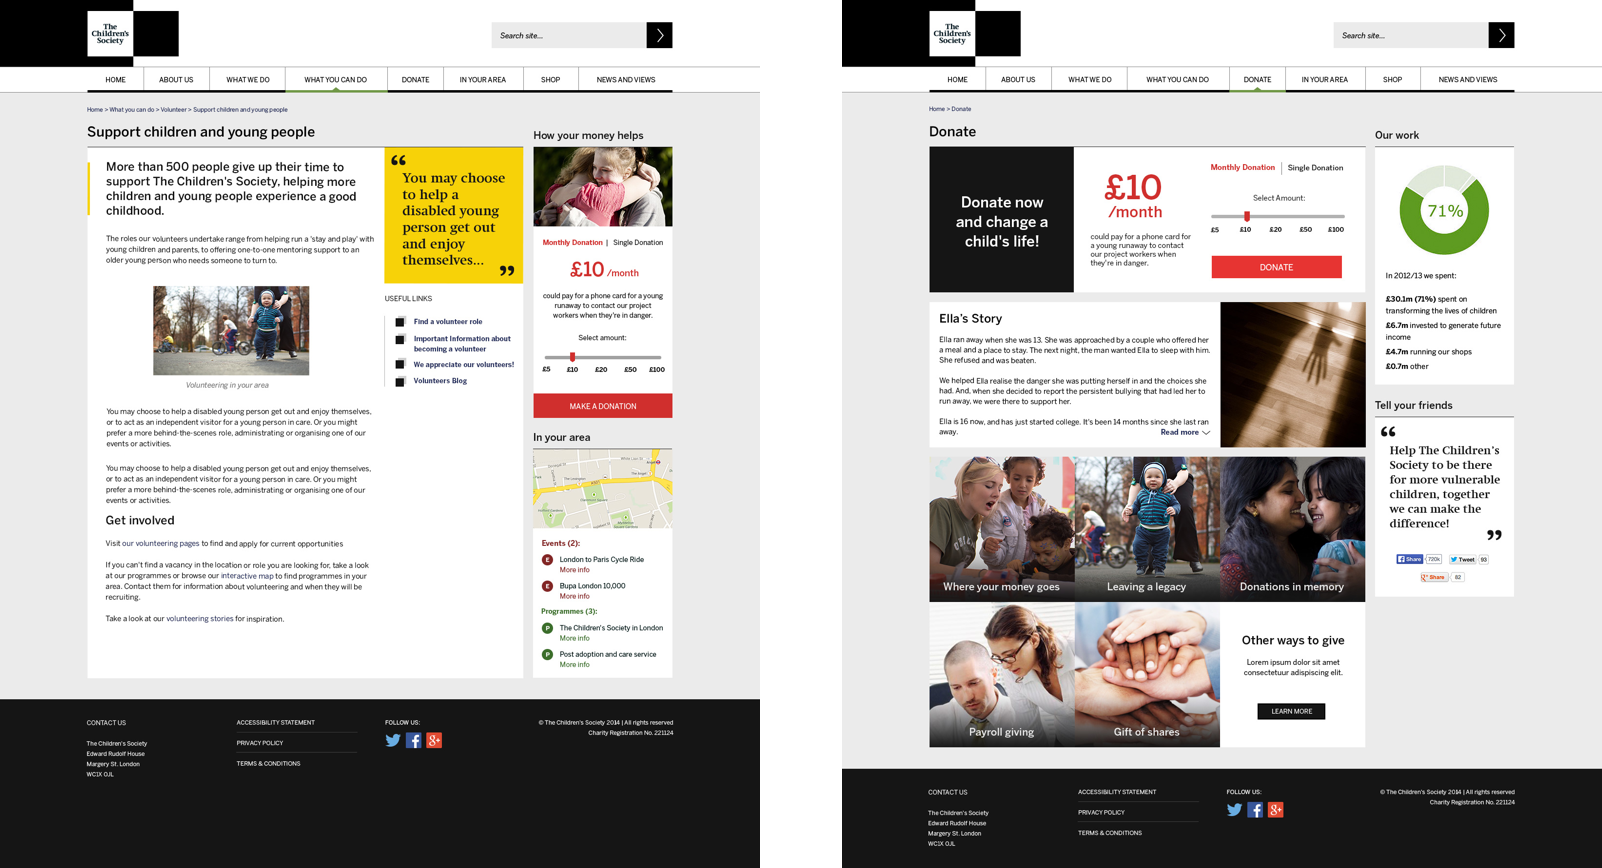 The
Children's
Society
Search site...
HOME
ABOUT US
WHAT WE DO
WHAT YOU CAN DO
DONATE
IN YOUR AREA
SHOP
NEWS AND VIEWS
Home > What you can do > Volunteer > Support children and young people
Support children and young people
More than 500 people give up their time to
support The Children's Society, helping more
children and young people experience a good
childhood.
The roles our volunteers undertake range from helping run a 'stay and play' with
young children and parents, to offering one-to-one mentoring support to an
older young person who needs someone to turn to.
Volunteering in your area
You may choose to help a disabled young person get out and enjoy themselves,
or to act as an independent visitor for a young person in care. Or you might
prefer a more behind-the-scenes role, administrating or organising one of our
events or activities.
You may choose to help a disabled young person get out and enjoy themselves,
or to act as an independent visitor for a young person in care. Or you might
prefer a more behind-the-scenes role, administrating or organising one of our
events or activities.
Get involved
Visit our volunteering pages to find and apply for current opportunities
If you can't find a vacancy in the location or role you are looking for, take a look
at our programmes or browse our interactive map to find programmes in your
area. Contact them for information about volunteering and when they will be
recruiting.
Take a look at our volunteering stories for inspiration.
“
You may choose
to help a
disabled young
person get out
and enjoy
themselves...
”
USEFUL LINKS
Find a volunteer role
Important Information about
becoming a volunteer
We appreciate our volunteers!
Volunteers Blog
How your money helps
Monthly Donation | Single Donation
£10 /month
could pay for a phone card for a young
runaway to contact our project
workers when they're in danger.
Select amount:
£5 £10 £20 £50 £100
MAKE A DONATION
In your area
Events (2):
E London to Paris Cycle Ride
More info
E Bupa London 10,000
More info
Programmes (3):
P The Children's Society in London
More info
P Post adoption and care service
More info
CONTACT US
The Children's Society
Edward Rudolf House
Margery St. London
WC1X OJL
ACCESSIBILITY STATEMENT
PRIVACY POLICY
TERMS & CONDITIONS
FOLLOW US:
© The Children's Society 2014 | All rights reserved
Charity Registration No. 221124
The
Children's
Society
Search site...
HOME
ABOUT US
WHAT WE DO
WHAT YOU CAN DO
DONATE
IN YOUR AREA
SHOP
NEWS AND VIEWS
Home > Donate
Donate
Donate now
and change a
child's life!
£10
/month
could pay for a phone card for
a young runaway to contact
our project workers when
they're in danger.
Monthly Donation | Single Donation
Select Amount:
£5 £10 £20 £50 £100
DONATE
Ella's Story
Ella ran away when she was 13. She was approached by a couple who offered her
a meal and a place to stay. The next night, the man wanted Ella to sleep with him.
She refused and was beaten.
We helped Ella realise the danger she was putting herself in and the choices she
had. And, when she decided to report the persistent bullying that had led her to
run away, we were there to support her.
Ella is 16 now, and has just started college. It's been 14 months since she last ran
away.
Read more
Where your money goes
Leaving a legacy
Donations in memory
Payroll giving
Gift of shares
Other ways to give
Lorem ipsum dolor sit amet
consectetuur adipiscing elit.
LEARN MORE
Our work
71%
In 2012/13 we spent:
£30.1m (71%) spent on
transforming the lives of children
£6.7m invested to generate future
income
£4.7m running our shops
£0.7m other
Tell your friends
“
Help The Children's
Society to be there
for more vulnerable
children, together
we can make the
difference!
”
Share 720k
Tweet 93
Share 82
CONTACT US
The Children's Society
Edward Rudolf House
Margery St. London
WC1X OJL
ACCESSIBILITY STATEMENT
PRIVACY POLICY
TERMS & CONDITIONS
FOLLOW US:
© The Children's Society 2014 | All rights reserved
Charity Registration No. 221124